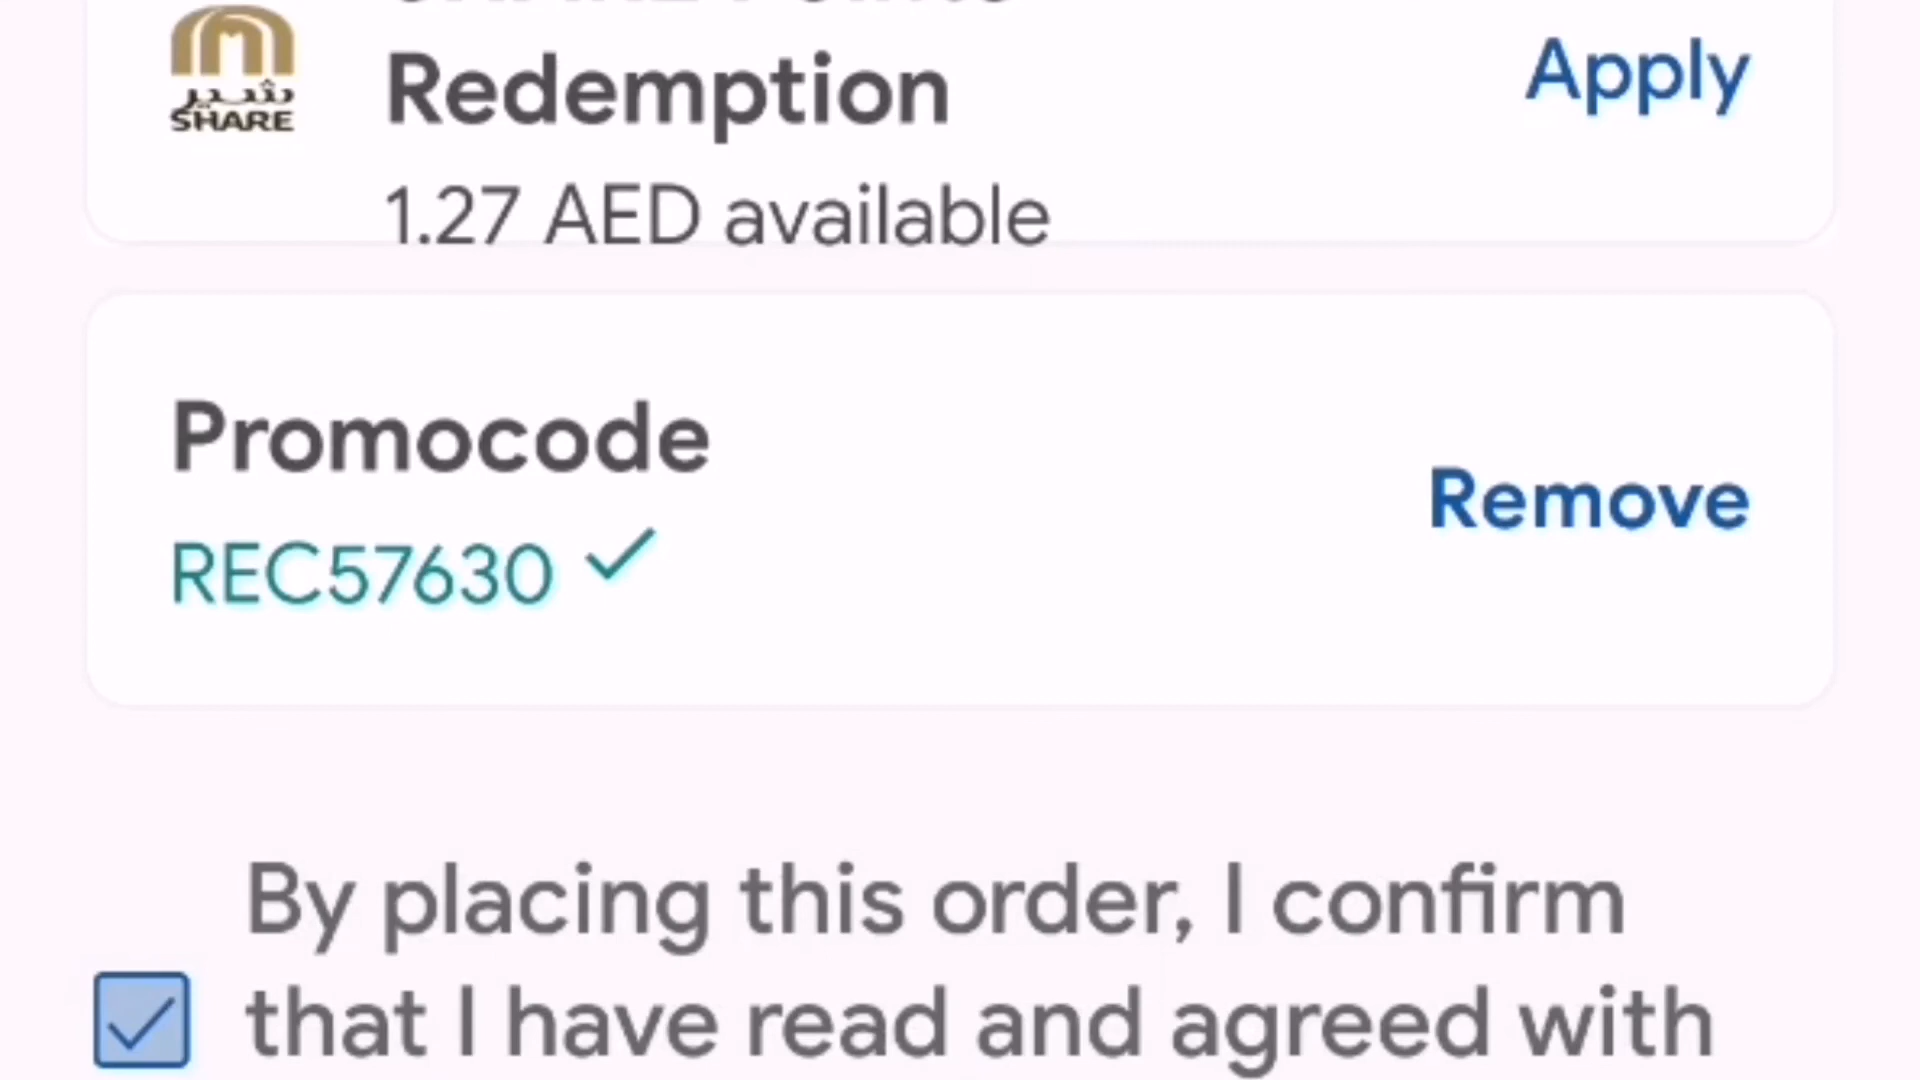 شير
SHARE
Redemption
1.27 AED available
Apply
Promocode
REC57630
Remove
By placing this order, I confirm
that I have read and agreed with